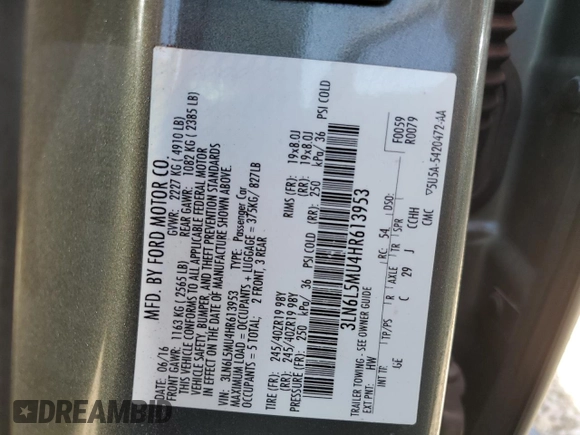 MFD. BY FORD MOTOR CO.
DATE: 06/16 GVWR: 2227 KG ( 4910 LB)
FRONT GAWR: 1163 KG ( 2565 LB) REAR GAWR: 1082 KG ( 2385 LB)
THIS VEHICLE CONFORMS TO ALL APPLICABLE FEDERAL MOTOR
VEHICLE SAFETY, BUMPER, AND THEFT PREVENTION STANDARDS
IN EFFECT ON THE DATE OF MANUFACTURE SHOWN ABOVE.
VIN: 3LN6L5MU4HR613953 TYPE: Passenger Car
MAXIMUM LOAD = OCCUPANTS + LUGGAGE = 375KG/ 827LB
OCCUPANTS = 5 TOTAL; 2 FRONT, 3 REAR
TIRE (FR): 245/40ZR19 98Y RIMS (FR): 19x8.0J
(RR): 245/40ZR19 98Y (RR): 19x8.0J
PRESSURE (FR): 250 kPa/ 36 PSI COLD (RR): 250 kPa/ 36 PSI COLD
3LN6L5MU4HR613953
TRAILER TOWING - SEE OWNER GUIDE F0059
EXT PNT: HW RC: 54 DSO: R0079
INT TR TP/PS R AXLE TR SPR
GE C 29 J CCHH
CMC
▽5U5A-5420472-AA
DREAMBID